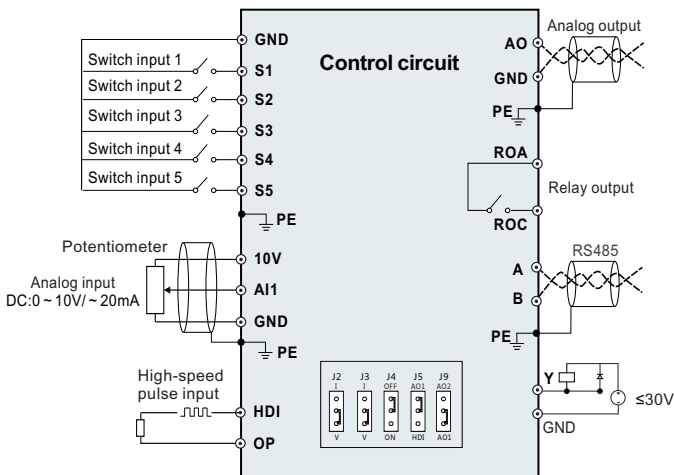 Control circuit
GND
Switch input 1
S1
Switch input 2
S2
Switch input 3
S3
Switch input 4
S4
Switch input 5
S5
PE
Potentiometer
10V
Analog input
DC:0 ~ 10V/ ~ 20mA
AI1
GND
PE
High-speed
pulse input
HDI
OP
J2 J3 J4 J5 J9
I I OFF AO1 AO2
V V ON HDI AO1
Analog output
AO
GND
PE
ROA
Relay output
ROC
RS485
A
B
PE
Y
≤30V
GND